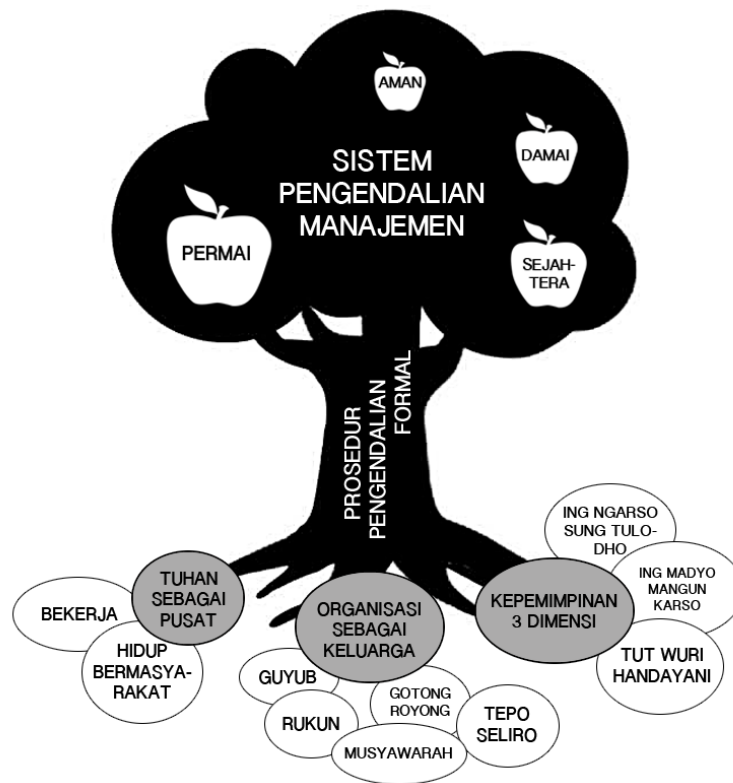 AMAN
DAMAI
SISTEM
PENGENDALIAN
MANAJEMEN
PERMAI
SEJAH-
TERA
PROSEDUR
PENGENDALIAN
FORMAL
ING NGARSO
SUNG TULO-
DHO
ING MADYO
MANGUN
KARSO
TUHAN
SEBAGAI
PUSAT
BEKERJA
HIDUP
BERMASYA-
RAKAT
ORGANISASI
SEBAGAI
KELUARGA
KEPEMIMPINAN
3 DIMENSI
TUT WURI
HANDAYANI
GUYUB
RUKUN
GOTONG
ROYONG
MUSYAWARAH
TEPO
SELIRO